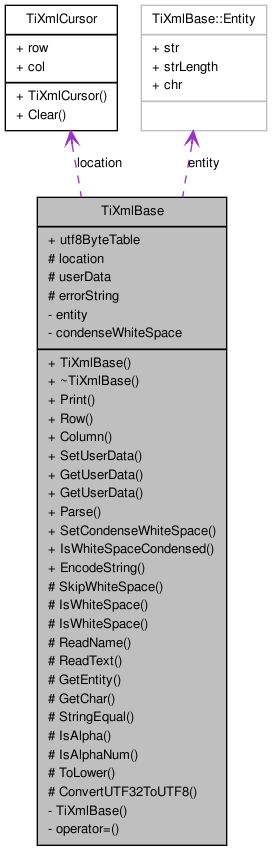 TiXmlCursor
+ row
+ col
+ TiXmlCursor()
+ Clear()
TiXmlBase::Entity
+ str
+ strLength
+ chr
location
entity
TiXmlBase
+ utf8ByteTable
# location
# userData
# errorString
- entity
- condenseWhiteSpace
+ TiXmlBase()
+ ~TiXmlBase()
+ Print()
+ Row()
+ Column()
+ SetUserData()
+ GetUserData()
+ GetUserData()
+ Parse()
+ SetCondenseWhiteSpace()
+ IsWhiteSpaceCondensed()
+ EncodeString()
# SkipWhiteSpace()
# IsWhiteSpace()
# IsWhiteSpace()
# ReadName()
# ReadText()
# GetEntity()
# GetChar()
# StringEqual()
# IsAlpha()
# IsAlphaNum()
# ToLower()
# ConvertUTF32ToUTF8()
- TiXmlBase()
- operator=()